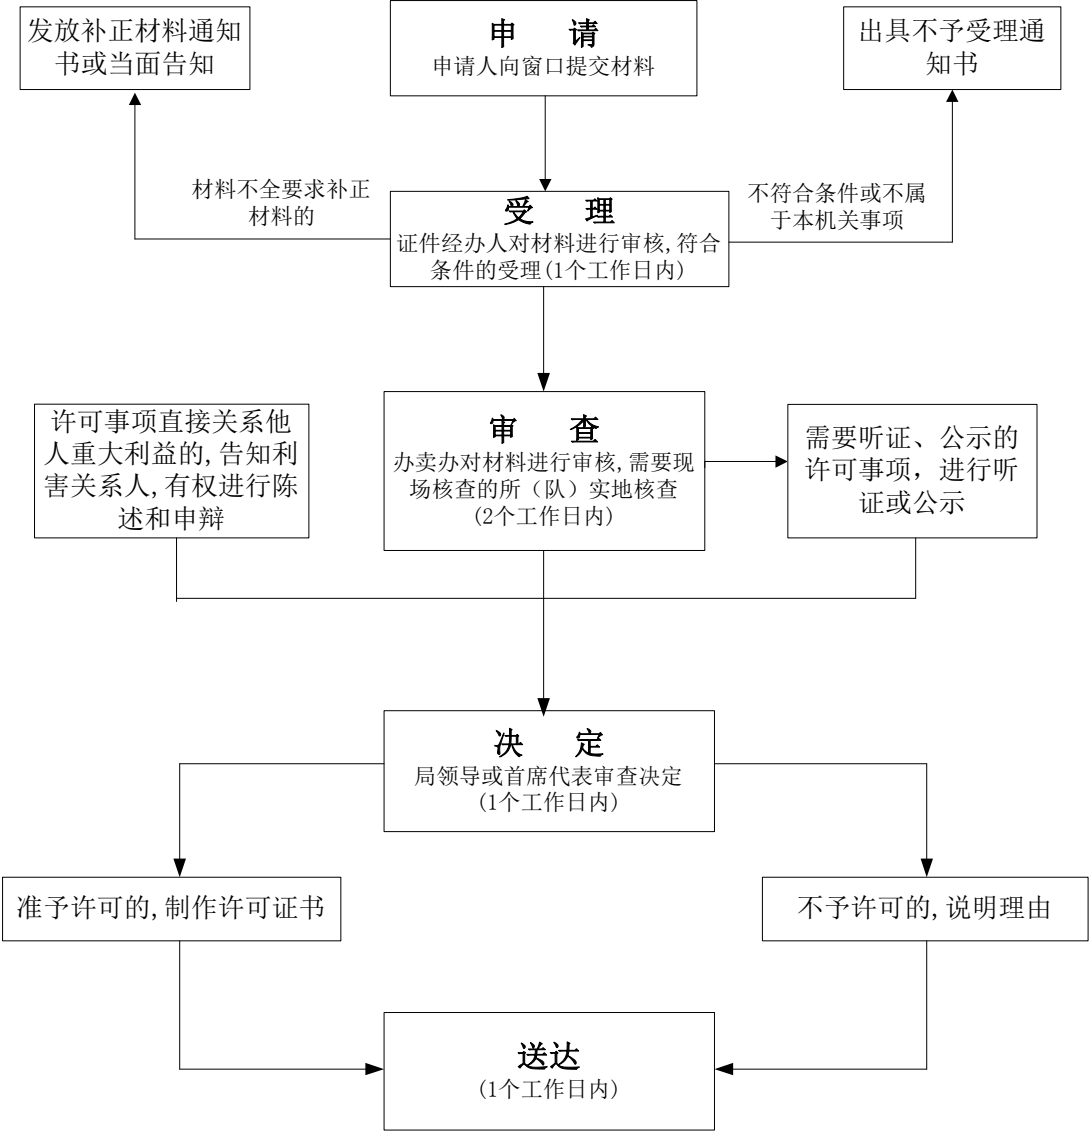 发放补正材料通知
书或当面告知
申　请
申请人向窗口提交材料
出具不予受理通
知书
材料不全要求补正
材料的
不符合条件或不属
于本机关事项
受　理
证件经办人对材料进行审核,符合
条件的受理(1个工作日内)
许可事项直接关系他
人重大利益的,告知利
害关系人,有权进行陈
述和申辩
审　查
办卖办对材料进行审核,需要现
场核查的所（队）实地核查
(2个工作日内)
需要听证、公示的
许可事项，进行听
证或公示
决　定
局领导或首席代表审查决定
(1个工作日内)
准予许可的,制作许可证书
不予许可的,说明理由
送达
(1个工作日内)